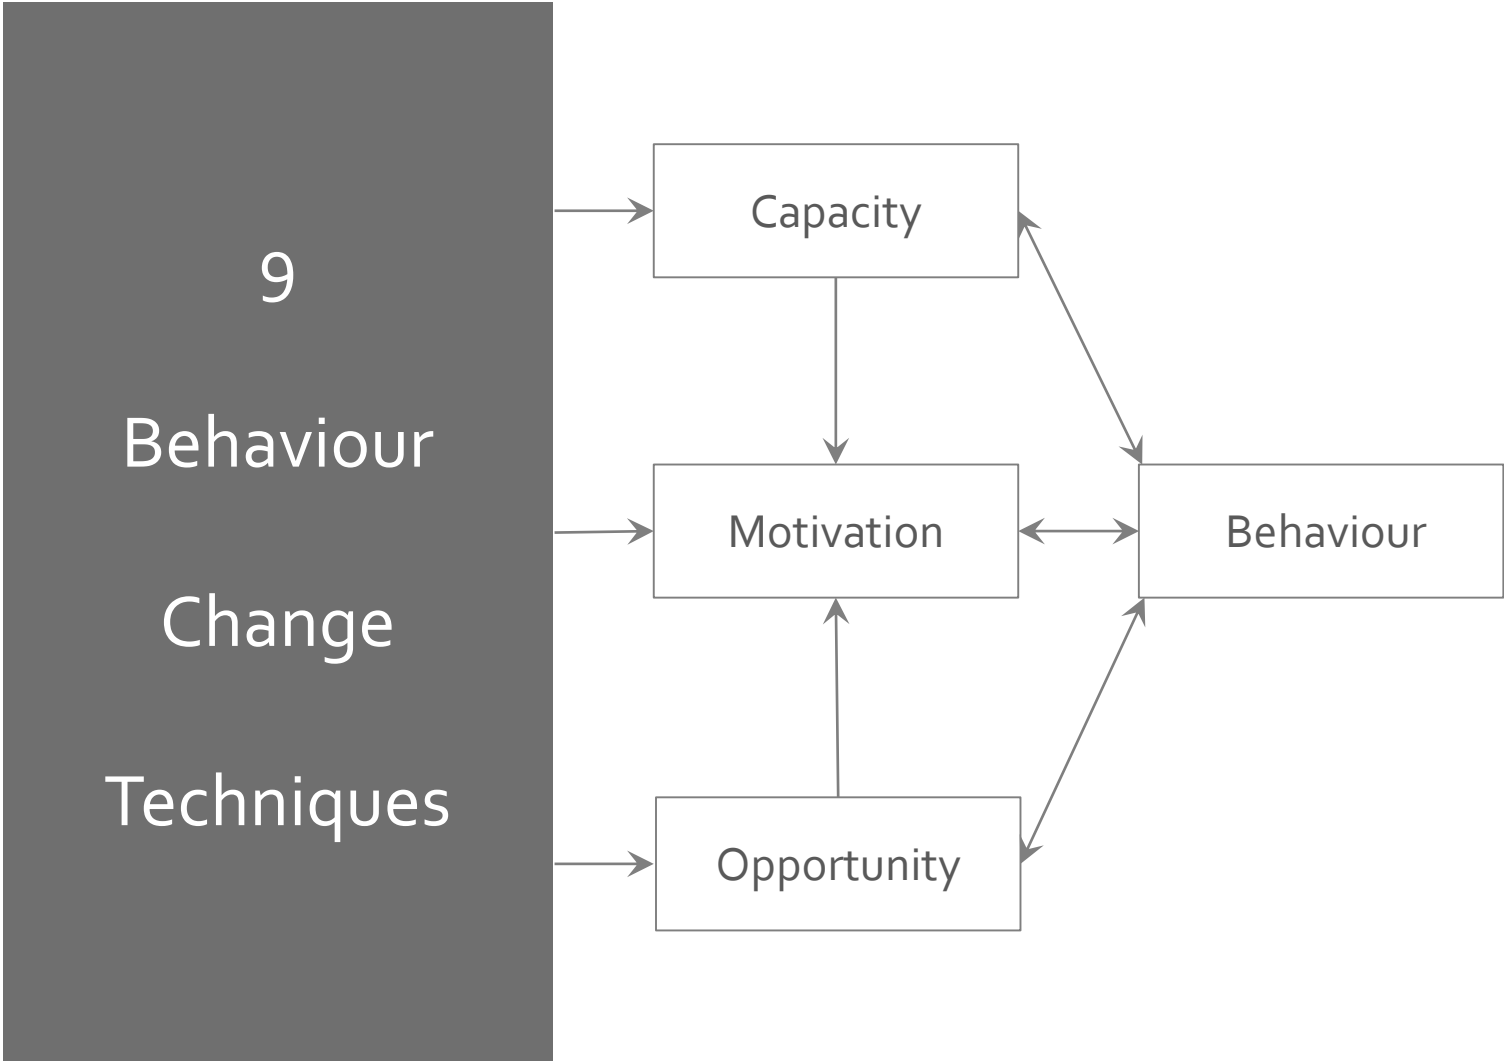 9
Behaviour
Change
Techniques
Capacity
Motivation
Behaviour
Opportunity